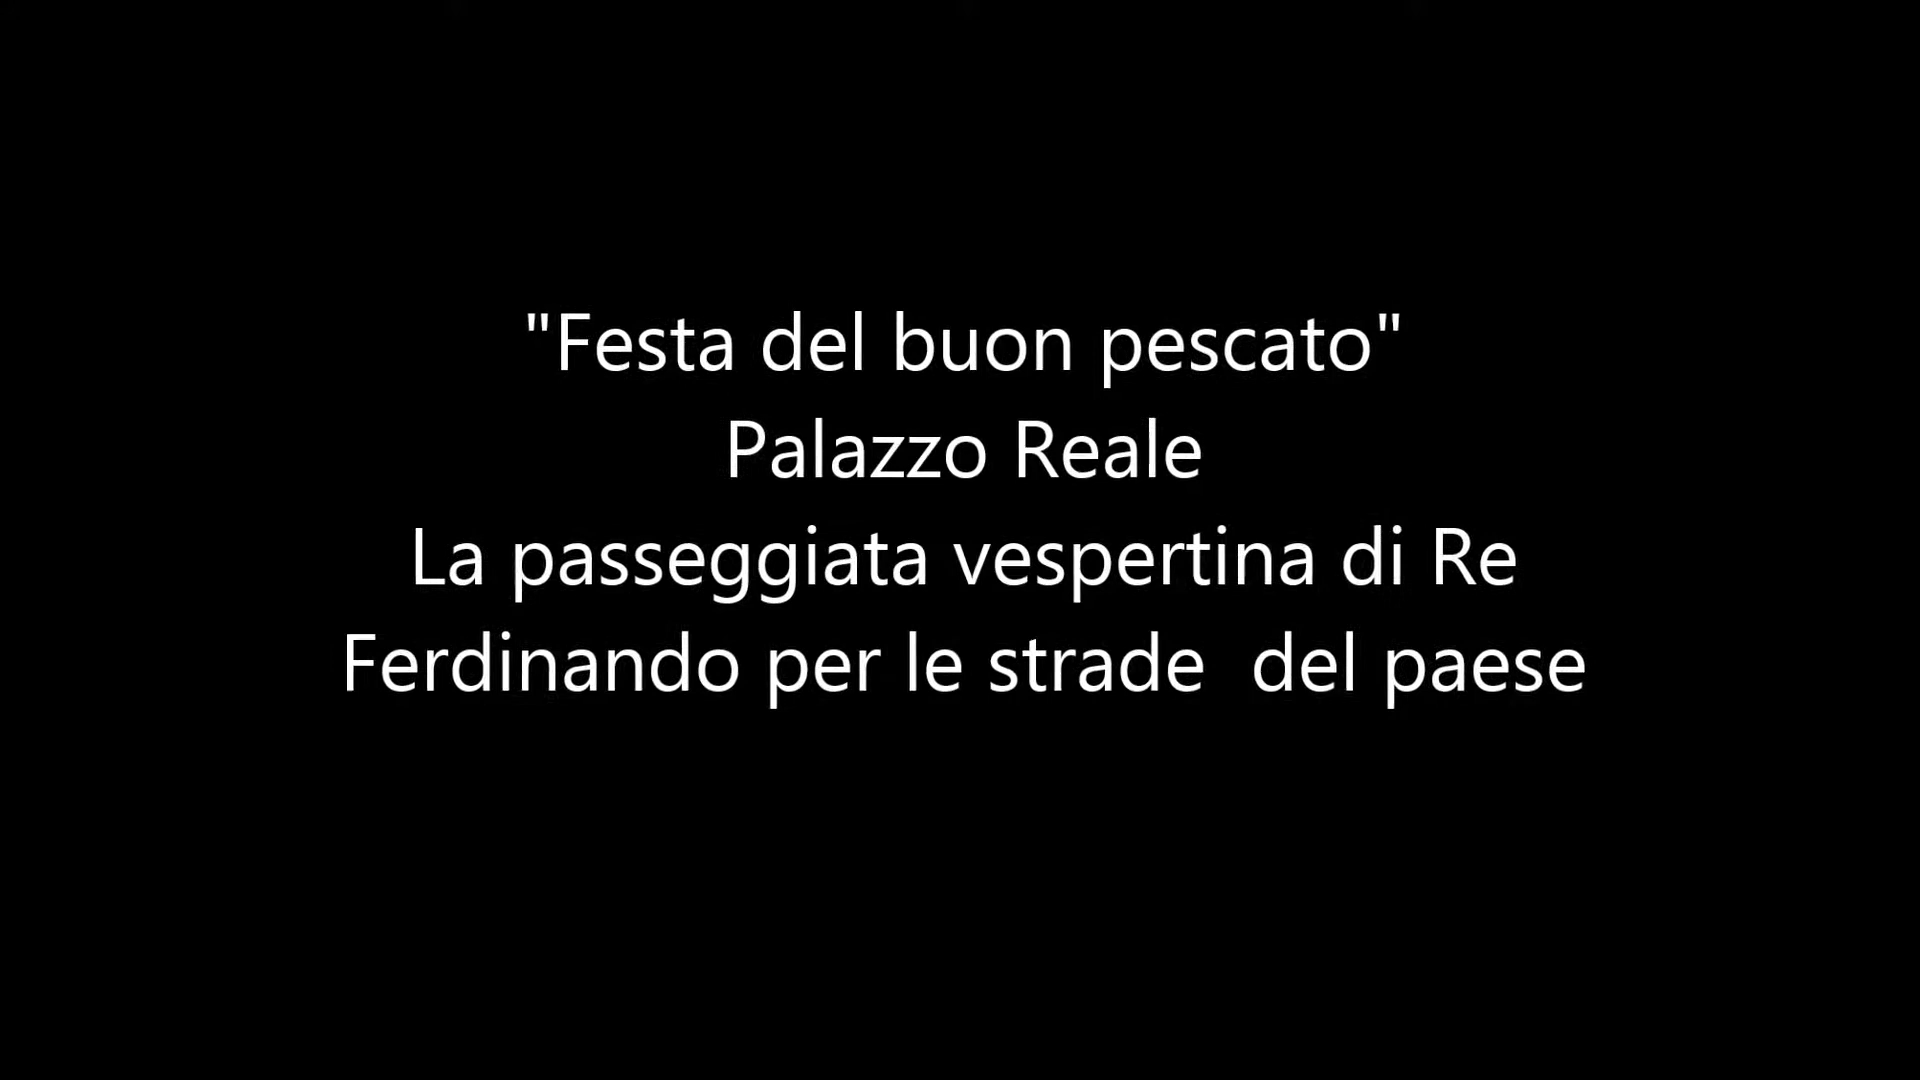 "Festa del buon pescato"
Palazzo Reale
La passeggiata vespertina di Re
Ferdinando per le strade  del paese